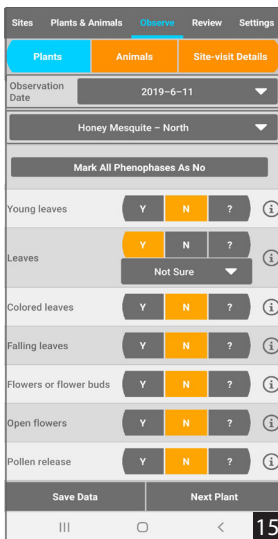 Sites Plants & Animals Observe Review Settings
Plants Animals Site-visit Details
Observation Date 2019-6-11
Honey Mesquite – North
Mark All Phenophases As No
Young leaves Y N ? i
Leaves Y N ? i
Not Sure
Colored leaves Y N ? i
Falling leaves Y N ? i
Flowers or flower buds Y N ? i
Open flowers Y N ? i
Pollen release Y N ? i
Save Data Next Plant
15